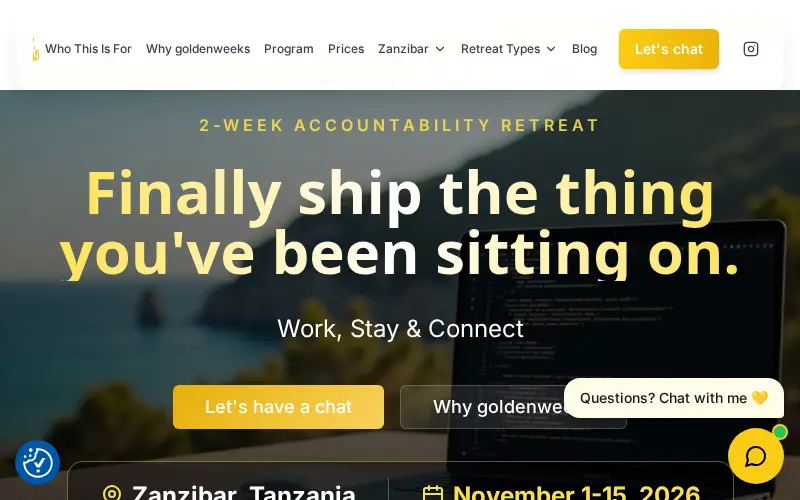 Who This Is For Why goldenweeks Program Prices Zanzibar Retreat Types Blog Let's chat
2-WEEK ACCOUNTABILITY RETREAT
Finally ship the thing
you've been sitting on.
Work, Stay & Connect
Let's have a chat Why
Questions? Chat with me 💛
Zanzibar, Tanzania November 1-15, 2026